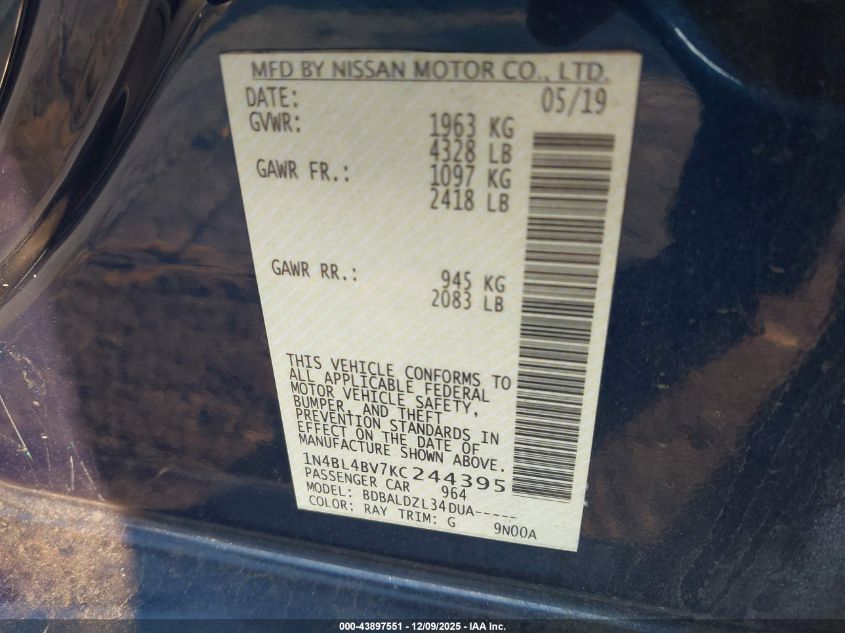 MFD BY NISSAN MOTOR CO., LTD.
DATE: 05/19
GVWR: 1963 KG
4328 LB
GAWR FR.: 1097 KG
2418 LB
GAWR RR.: 945 KG
2083 LB
THIS VEHICLE CONFORMS TO
ALL APPLICABLE FEDERAL
MOTOR VEHICLE SAFETY,
BUMPER, AND THEFT
PREVENTION STANDARDS IN
EFFECT ON THE DATE OF
MANUFACTURE SHOWN ABOVE.
1N4BL4BV7KC244395
PASSENGER CAR 964
MODEL: BDBALDZL34DUA-----
COLOR: RAY TRIM: G 9N00A
000-43897551 - 12/09/2025 - IAA Inc.